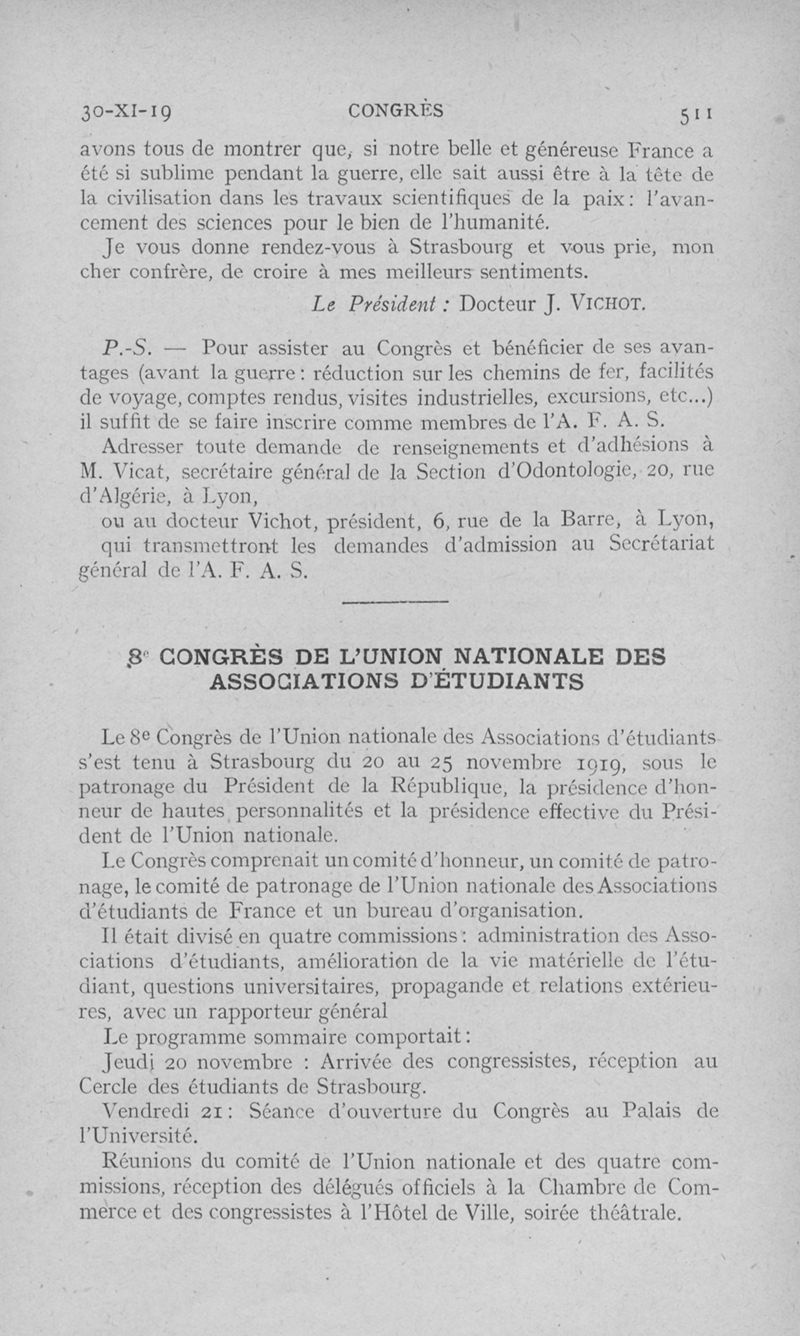 30-XI-19 CONGRÈS 511
avons tous de montrer que, si notre belle et généreuse France a
été si sublime pendant la guerre, elle sait aussi être à la tête de
la civilisation dans les travaux scientifiques de la paix : l'avan-
cement des sciences pour le bien de l'humanité.
Je vous donne rendez-vous à Strasbourg et vous prie, mon
cher confrère, de croire à mes meilleurs sentiments.
Le Président : Docteur J. VICHOT.
P.-S. — Pour assister au Congrès et bénéficier de ses avan-
tages (avant la guerre : réduction sur les chemins de fer, facilités
de voyage, comptes rendus, visites industrielles, excursions, etc...)
il suffit de se faire inscrire comme membres de l'A. F. A. S.
Adresser toute demande de renseignements et d'adhésions à
M. Vicat, secrétaire général de la Section d'Odontologie, 20, rue
d'Algérie, à Lyon,
ou au docteur Vichot, président, 6, rue de la Barre, à Lyon,
qui transmettront les demandes d'admission au Secrétariat
général de l'A. F. A. S.
8e CONGRÈS DE L'UNION NATIONALE DES
ASSOCIATIONS D'ÉTUDIANTS
Le 8e Congrès de l'Union nationale des Associations d'étudiants
s'est tenu à Strasbourg du 20 au 25 novembre 1919, sous le
patronage du Président de la République, la présidence d'hon-
neur de hautes personnalités et la présidence effective du Prési-
dent de l'Union nationale.
Le Congrès comprenait un comité d'honneur, un comité de patro-
nage, le comité de patronage de l'Union nationale des Associations
d'étudiants de France et un bureau d'organisation.
Il était divisé en quatre commissions : administration des Asso-
ciations d'étudiants, amélioration de la vie matérielle de l'étu-
diant, questions universitaires, propagande et relations extérieu-
res, avec un rapporteur général
Le programme sommaire comportait :
Jeudi 20 novembre : Arrivée des congressistes, réception au
Cercle des étudiants de Strasbourg.
Vendredi 21 : Séance d'ouverture du Congrès au Palais de
l'Université.
Réunions du comité de l'Union nationale et des quatre com-
missions, réception des délégués officiels à la Chambre de Com-
merce et des congressistes à l'Hôtel de Ville, soirée théâtrale.